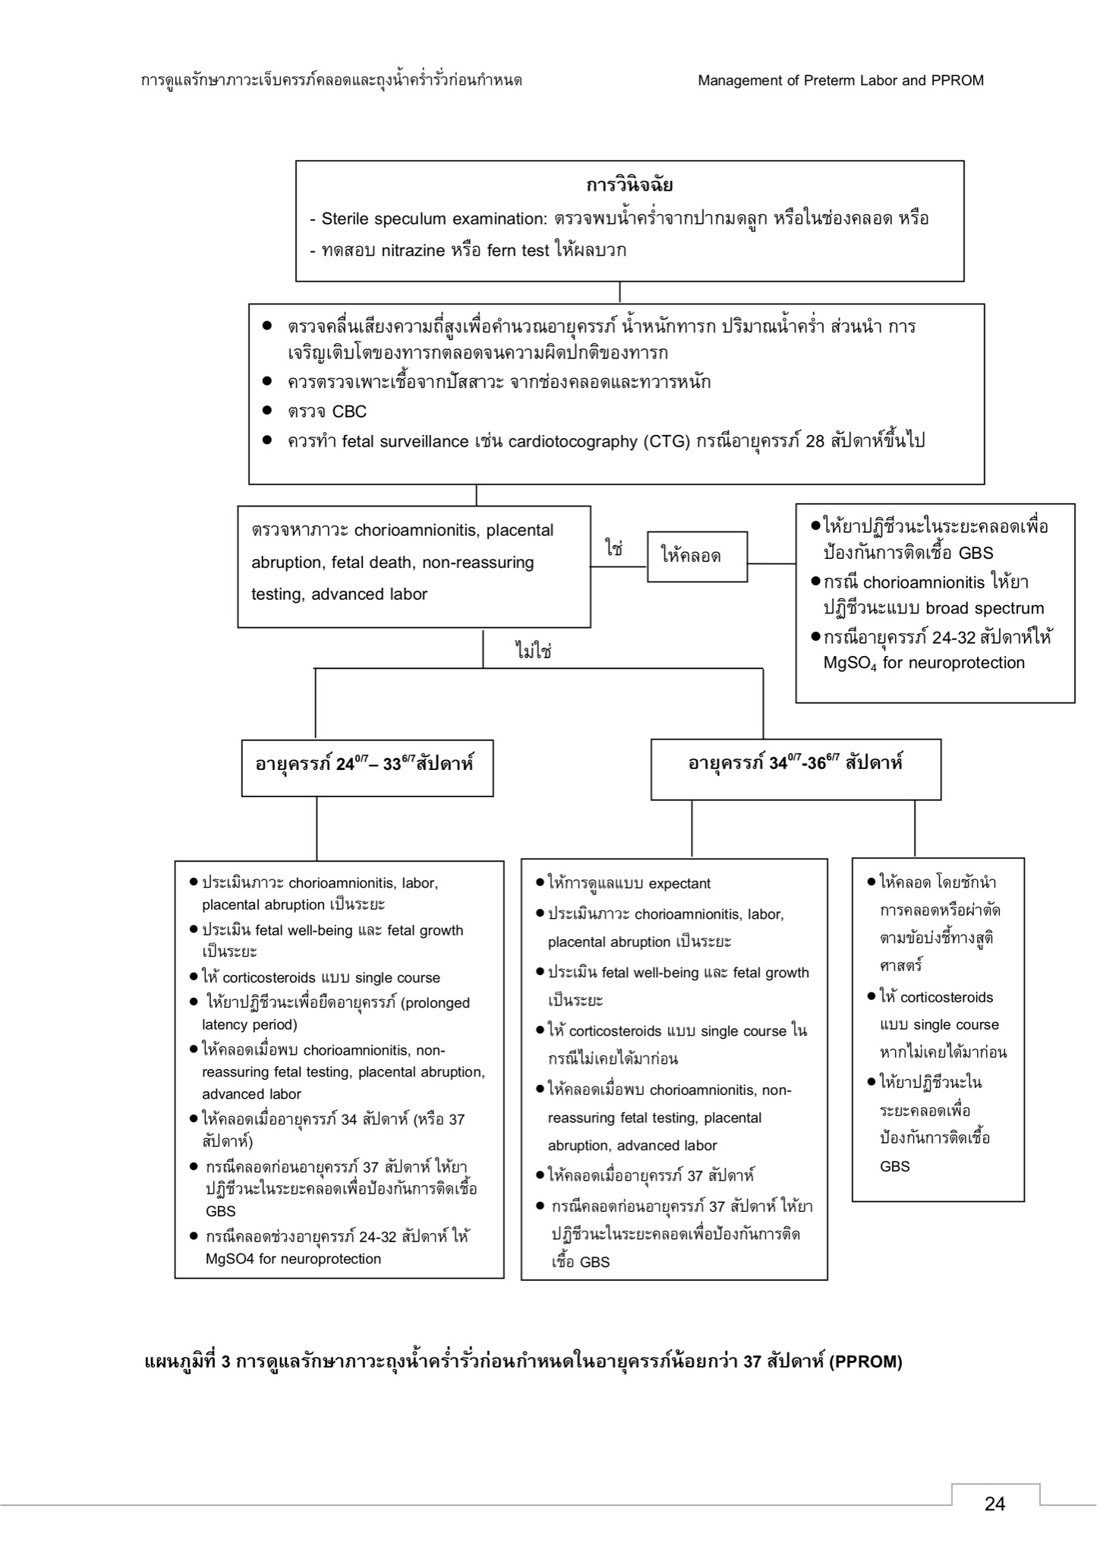 การดูแลรักษาภาวะเจ็บครรภ์คลอดและถุงน้ำคร่ำรั่วก่อนกำหนด
Management of Preterm Labor and PPROM
การวินิจฉัย
- Sterile speculum examination: ตรวจพบน้ำคร่ำจากปากมดลูก หรือในช่องคลอด หรือ
- ทดสอบ nitrazine หรือ fern test ให้ผลบวก
● ตรวจคลื่นเสียงความถี่สูงเพื่อคำนวณอายุครรภ์ น้ำหนักทารก ปริมาณน้ำคร่ำ ส่วนนำ การ
เจริญเติบโตของทารกตลอดจนความผิดปกติของทารก
● ควรตรวจเพาะเชื้อจากปัสสาวะ จากช่องคลอดและทวารหนัก
● ตรวจ CBC
● ควรทำ fetal surveillance เช่น cardiotocography (CTG) กรณีอายุครรภ์ 28 สัปดาห์ขึ้นไป
ตรวจหาภาวะ chorioamnionitis, placental
abruption, fetal death, non-reassuring
testing, advanced labor
ใช่
ให้คลอด
● ให้ยาปฏิชีวนะในระยะคลอดเพื่อ
ป้องกันการติดเชื้อ GBS
● กรณี chorioamnionitis ให้ยา
ปฏิชีวนะแบบ broad spectrum
● กรณีอายุครรภ์ 24-32 สัปดาห์ให้
MgSO₄ for neuroprotection
ไม่ใช่
อายุครรภ์ 24⁰ᐟ⁷– 33⁶ᐟ⁷สัปดาห์
อายุครรภ์ 34⁰ᐟ⁷-36⁶ᐟ⁷ สัปดาห์
● ประเมินภาวะ chorioamnionitis, labor,
placental abruption เป็นระยะ
● ประเมิน fetal well-being และ fetal growth
เป็นระยะ
● ให้ corticosteroids แบบ single course
● ให้ยาปฏิชีวนะเพื่อยืดอายุครรภ์ (prolonged
latency period)
● ให้คลอดเมื่อพบ chorioamnionitis, non-
reassuring fetal testing, placental abruption,
advanced labor
● ให้คลอดเมื่ออายุครรภ์ 34 สัปดาห์ (หรือ 37
สัปดาห์)
● กรณีคลอดก่อนอายุครรภ์ 37 สัปดาห์ ให้ยา
ปฏิชีวนะในระยะคลอดเพื่อป้องกันการติดเชื้อ
GBS
● กรณีคลอดช่วงอายุครรภ์ 24-32 สัปดาห์ ให้
MgSO4 for neuroprotection
● ให้การดูแลแบบ expectant
● ประเมินภาวะ chorioamnionitis, labor,
placental abruption เป็นระยะ
● ประเมิน fetal well-being และ fetal growth
เป็นระยะ
● ให้ corticosteroids แบบ single course ใน
กรณีไม่เคยได้มาก่อน
● ให้คลอดเมื่อพบ chorioamnionitis, non-
reassuring fetal testing, placental
abruption, advanced labor
● ให้คลอดเมื่ออายุครรภ์ 37 สัปดาห์
● กรณีคลอดก่อนอายุครรภ์ 37 สัปดาห์ ให้ยา
ปฏิชีวนะในระยะคลอดเพื่อป้องกันการติด
เชื้อ GBS
● ให้คลอด โดยชักนำ
การคลอดหรือผ่าตัด
ตามข้อบ่งชี้ทางสูติ
ศาสตร์
● ให้ corticosteroids
แบบ single course
หากไม่เคยได้มาก่อน
● ให้ยาปฏิชีวนะใน
ระยะคลอดเพื่อ
ป้องกันการติดเชื้อ
GBS
แผนภูมิที่ 3 การดูแลรักษาภาวะถุงน้ำคร่ำรั่วก่อนกำหนดในอายุครรภ์น้อยกว่า 37 สัปดาห์ (PPROM)
24